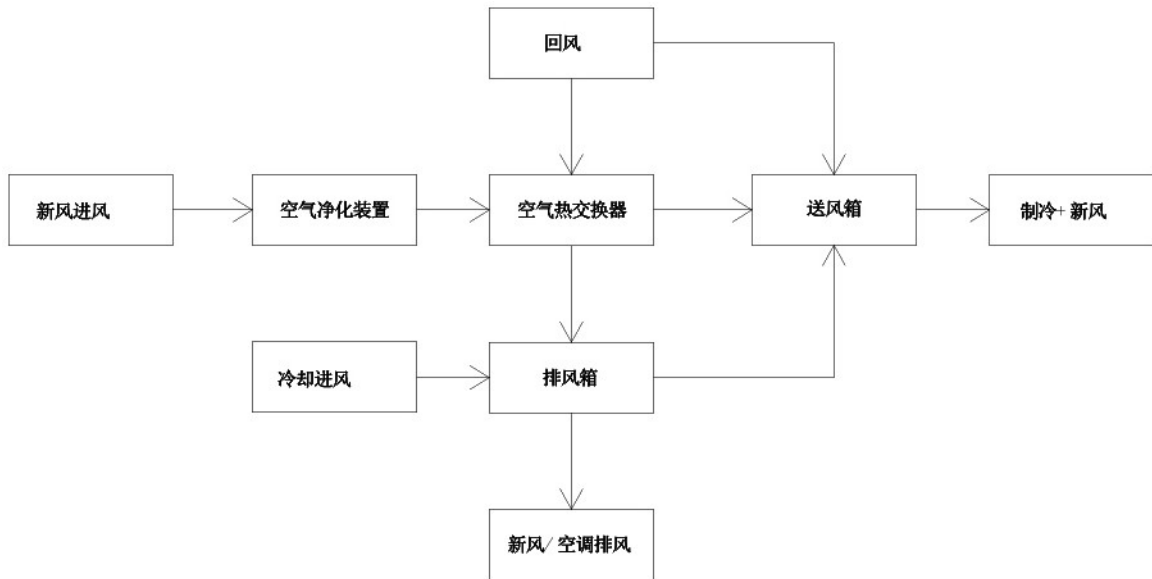 回风
新风进风
空气净化装置
空气热交换器
送风箱
制冷+新风
冷却进风
排风箱
新风/空调排风